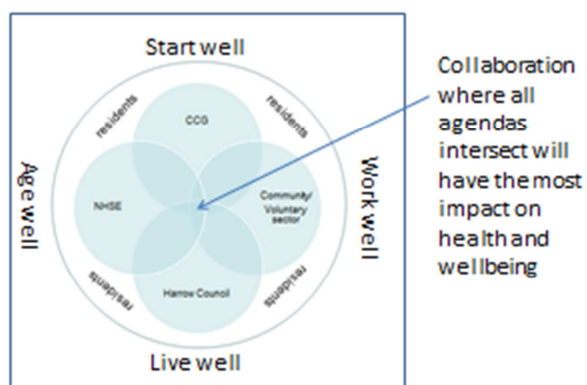 Start well
residents
residents
CCG
Age well
NHSE
Community/
Voluntary
sector
Work well
residents
residents
Harrow Council
Live well
Collaboration
where all
agendas
intersect will
have the most
impact on
health and
wellbeing